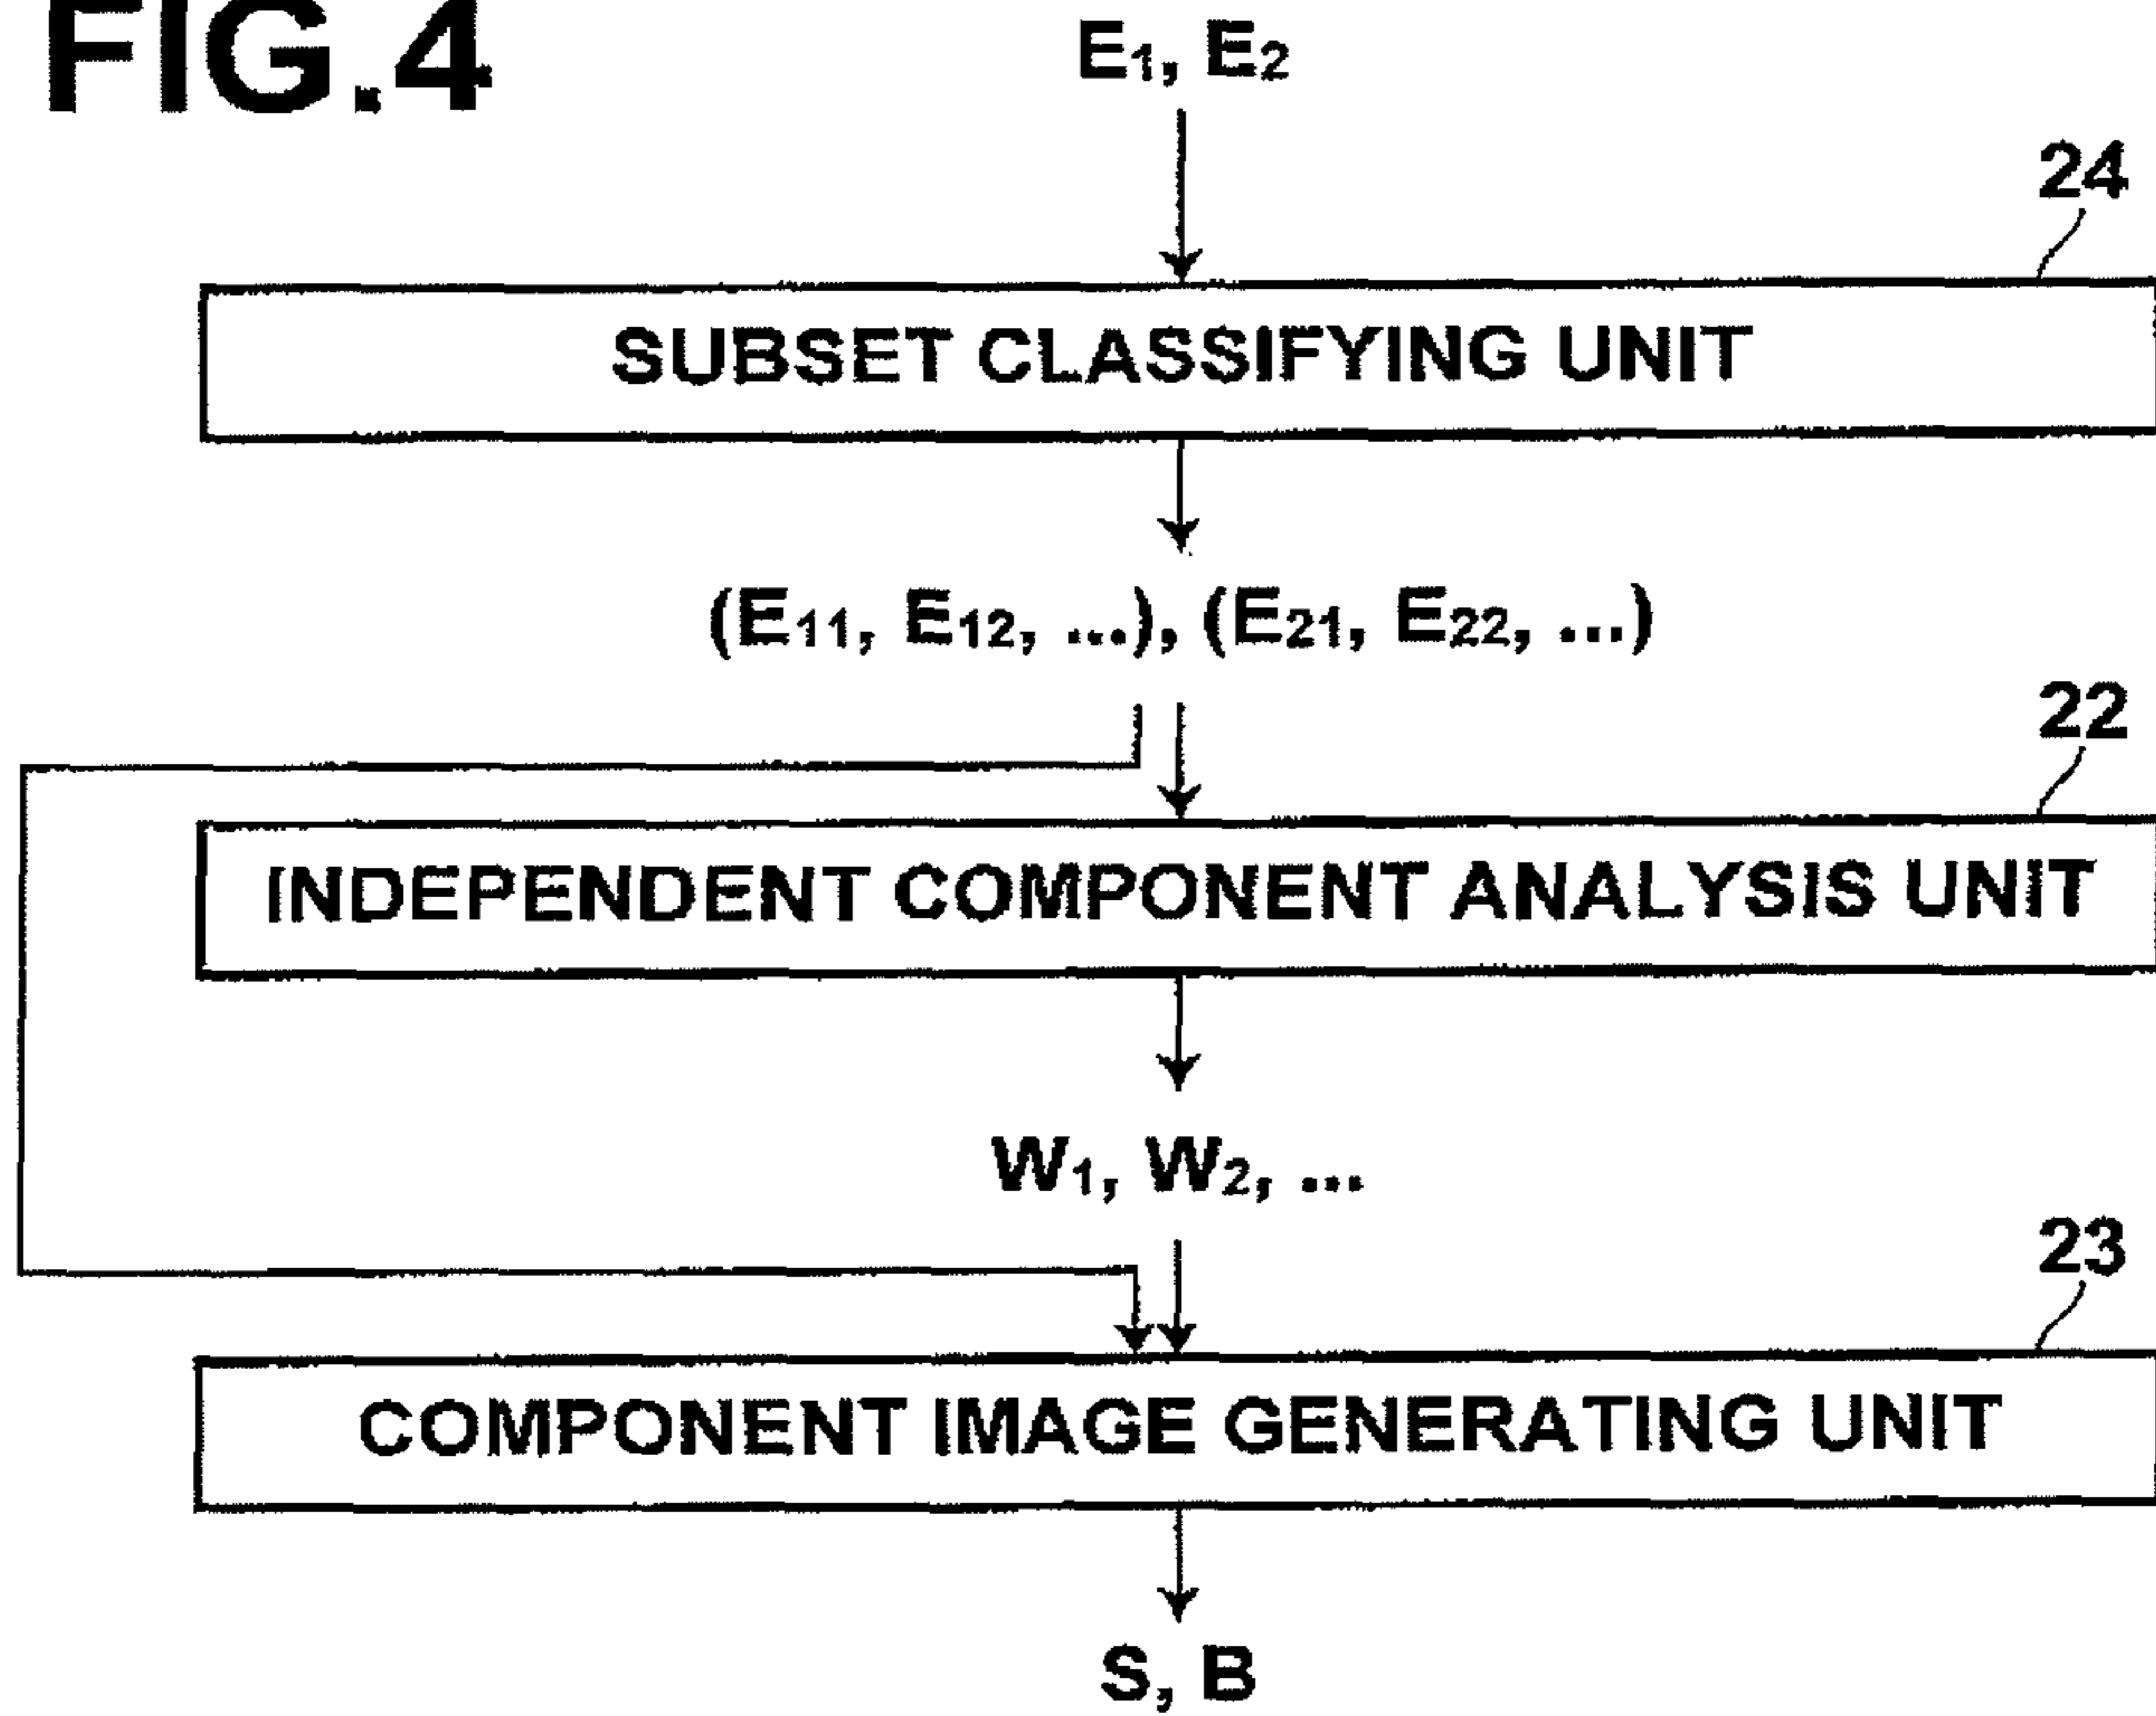 FIG.4
E₁, E₂
24
SUBSET CLASSIFYING UNIT
(E₁₁, E₁₂, ...), (E₂₁, E₂₂, ...)
22
INDEPENDENT COMPONENT ANALYSIS UNIT
W₁, W₂, ...
23
COMPONENT IMAGE GENERATING UNIT
S, B